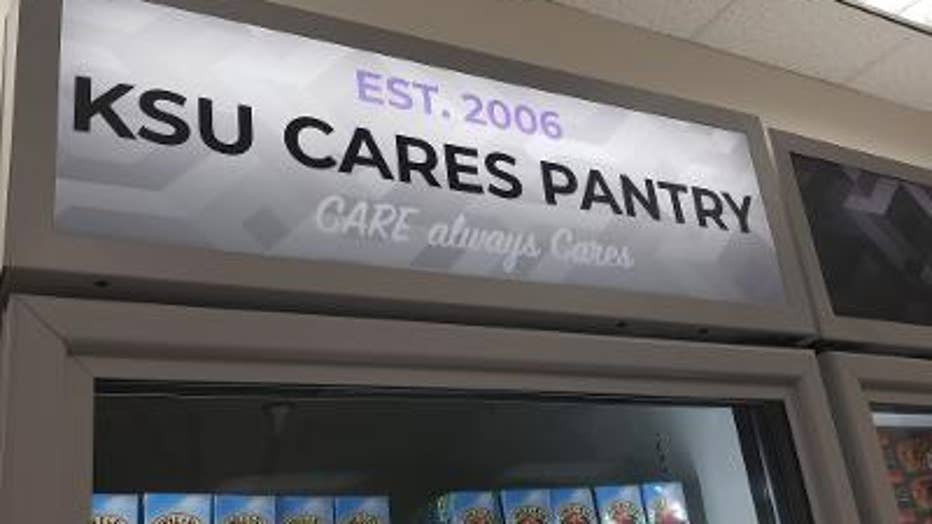 EST. 2006
KSU CARES PANTRY
CARE always Cares